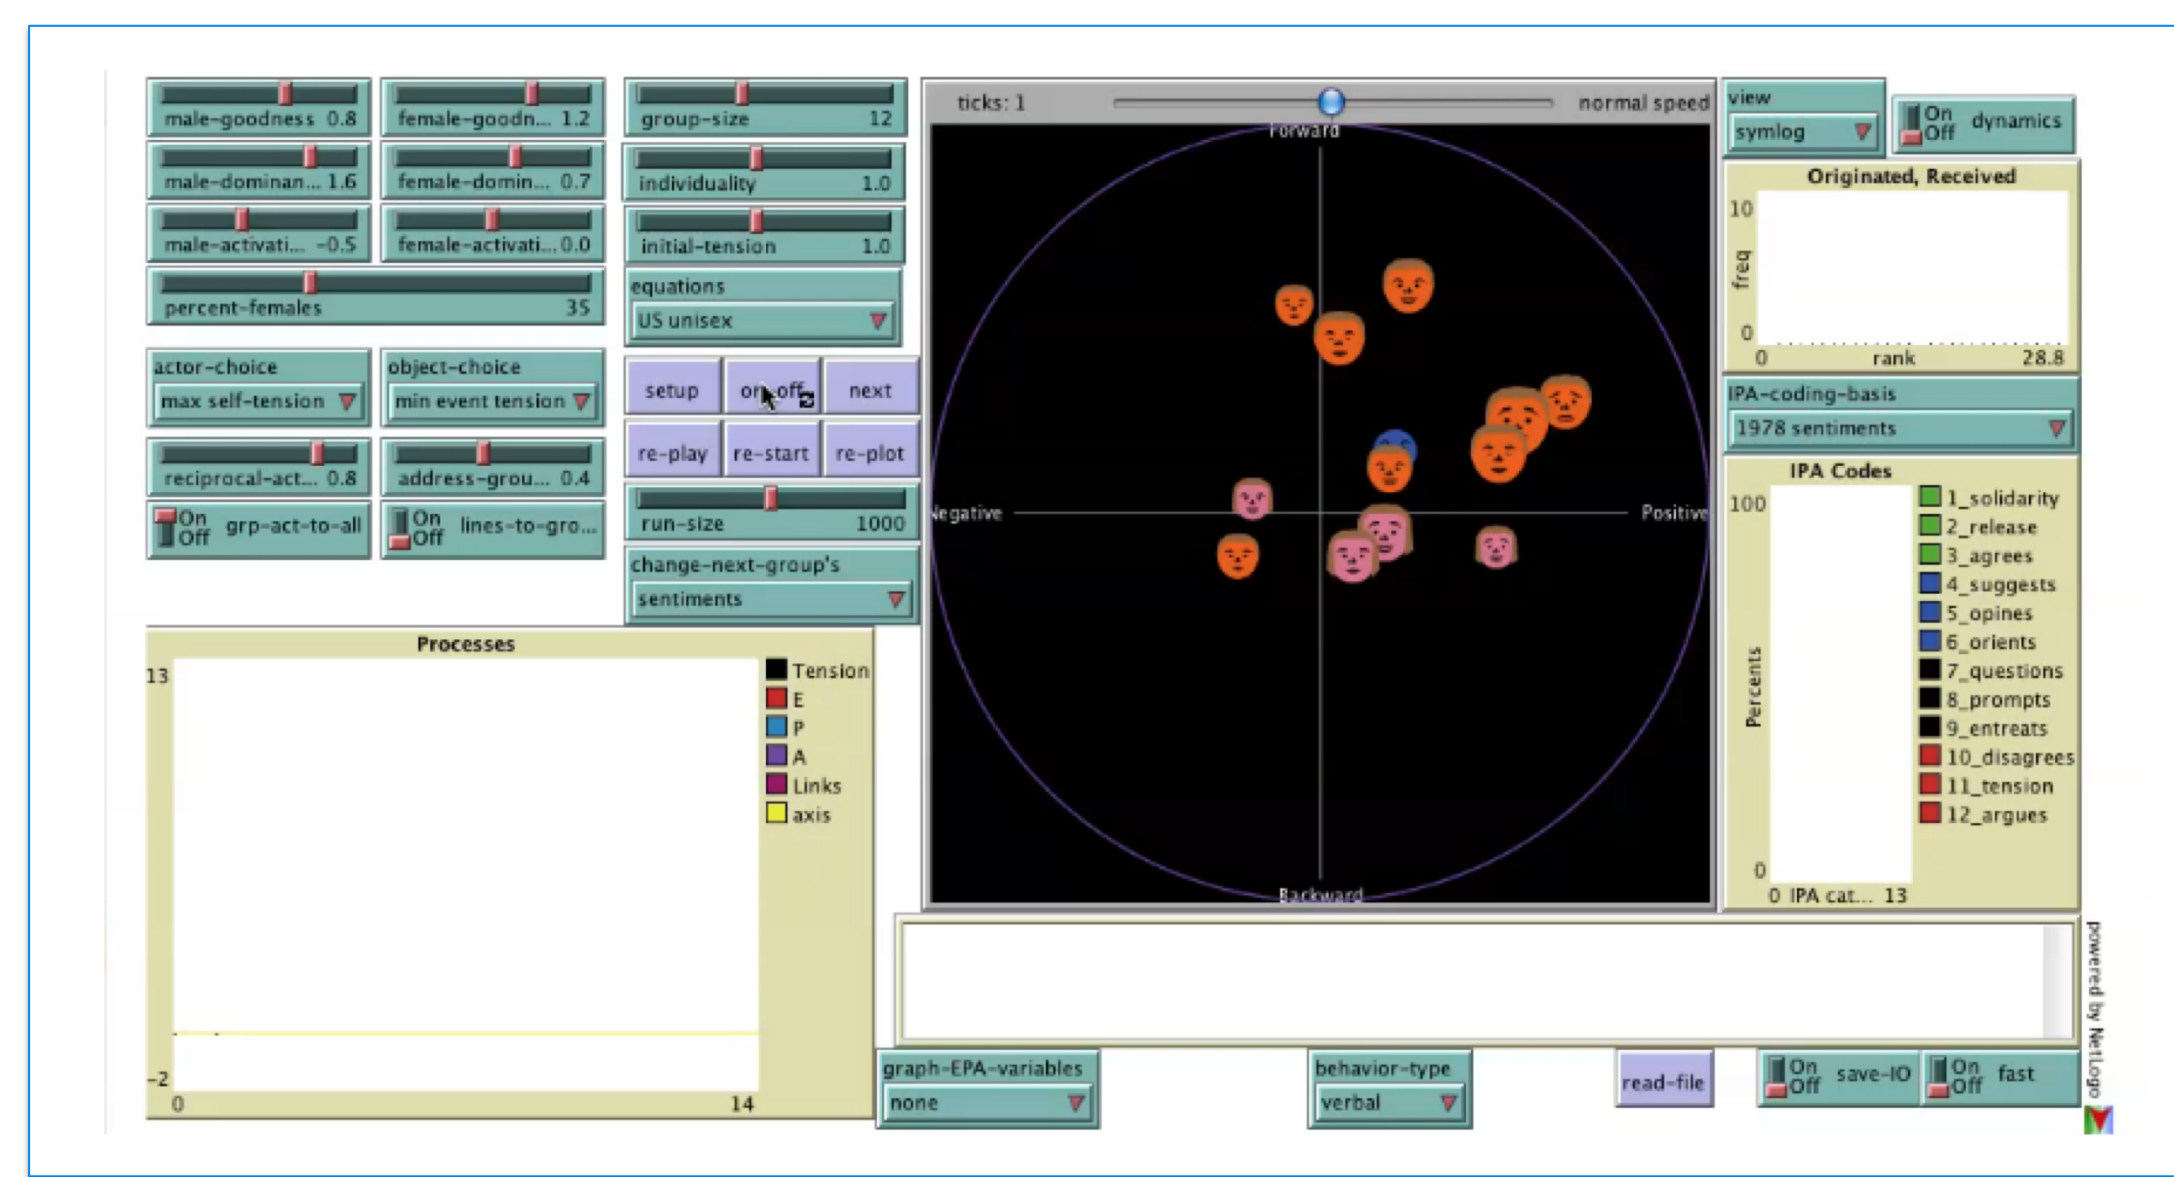 male-goodness 0.8
female-goodn... 1.2
male-dominan... 1.6
female-domin... 0.7
male-activati... -0.5
female-activati... 0.0
percent-females 35
actor-choice
max self-tension
object-choice
min event tension
reciprocal-act... 0.8
address-grou... 0.4
On
Off
grp-act-to-all
On
Off
lines-to-gro...
group-size 12
individuality 1.0
initial-tension 1.0
equations
US unisex
setup
on-off
next
re-play
re-start
re-plot
run-size 1000
change-next-group's
sentiments
Processes
13
-2
0
14
Tension
E
P
A
Links
axis
ticks: 1
normal speed
Forward
Negative
Positive
Backward
view
symlog
On
Off
dynamics
Originated, Received
10
freq
0
0
rank
28.8
IPA-coding-basis
1978 sentiments
IPA Codes
100
Percents
0
0
IPA cat...
13
1_solidarity
2_release
3_agrees
4_suggests
5_opines
6_orients
7_questions
8_prompts
9_entreats
10_disagrees
11_tension
12_argues
graph-EPA-variables
none
behavior-type
verbal
read-file
On
Off
save-IO
On
Off
fast
powered by NetLogo